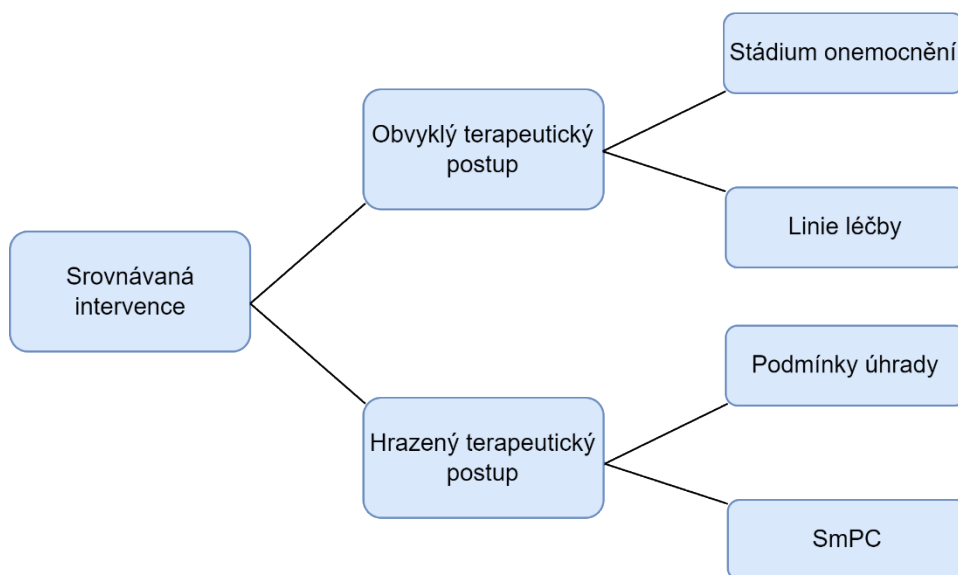 Stádium onemocnění
Obvyklý terapeutický
postup
Linie léčby
Srovnávaná
intervence
Podmínky úhrady
Hrazený terapeutický
postup
SmPC